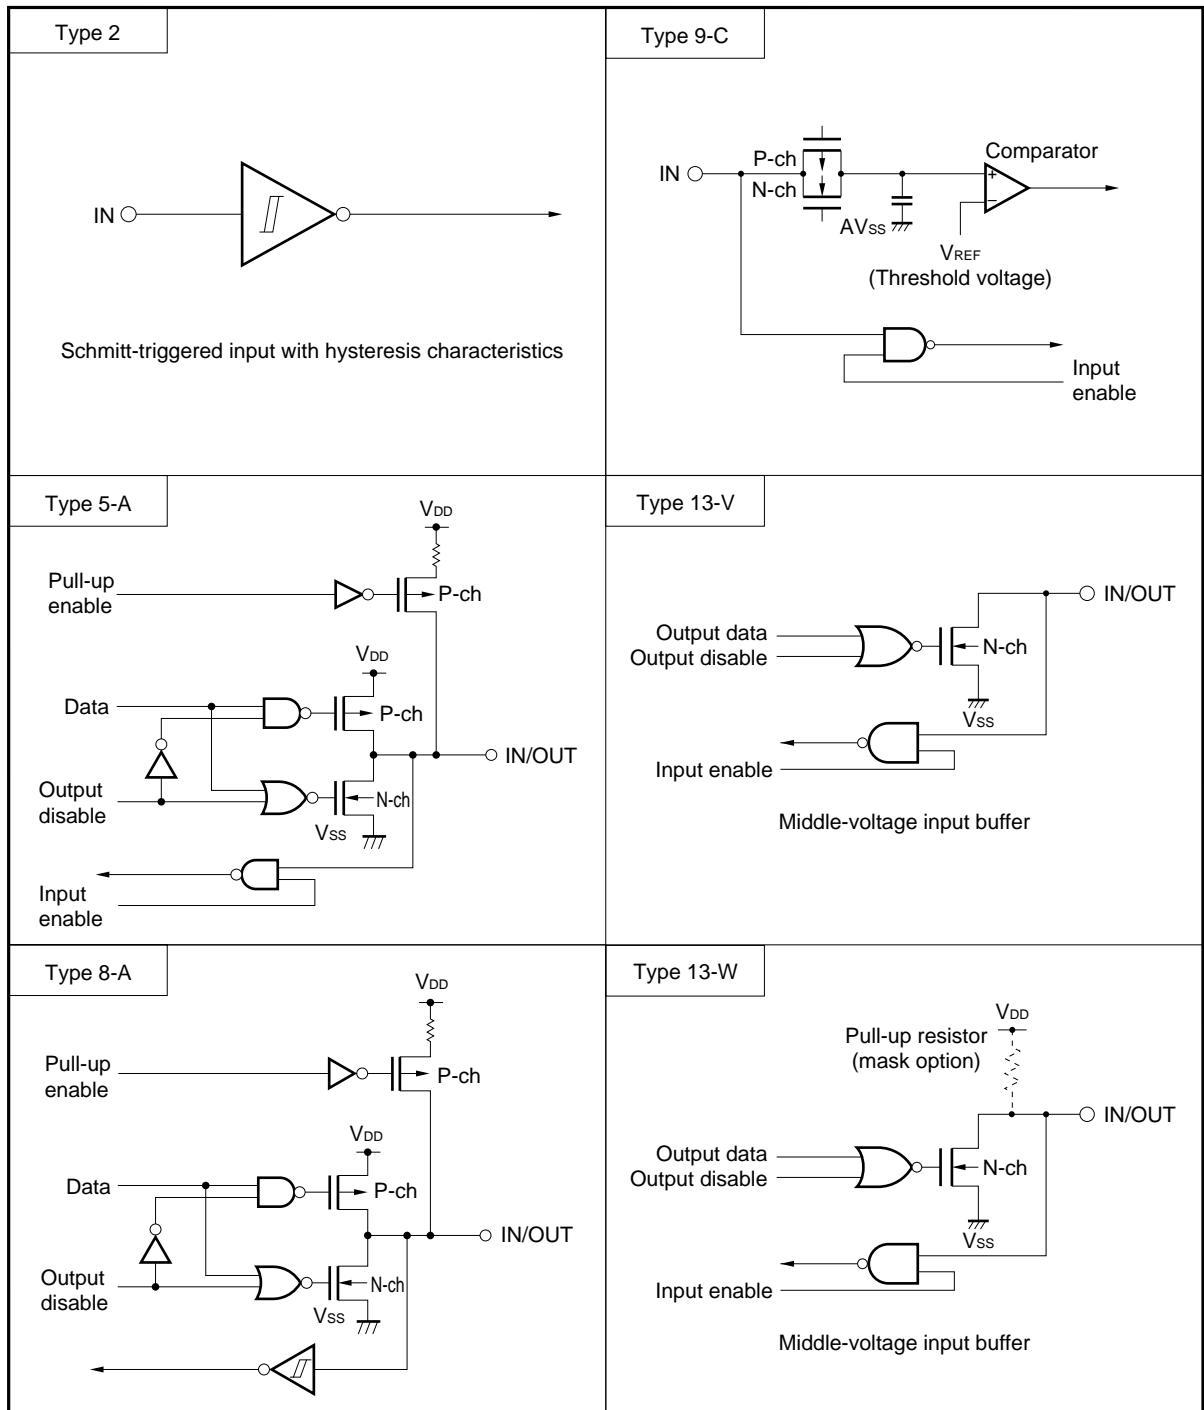 Type 2
IN
Schmitt-triggered input with hysteresis characteristics
Type 9-C
IN
P-ch
N-ch
Comparator
+
−
AVSS
VREF
(Threshold voltage)
Input
enable
Type 5-A
VDD
Pull-up
enable
P-ch
VDD
Data
P-ch
IN/OUT
Output
disable
N-ch
VSS
Input
enable
Type 13-V
IN/OUT
Output data
Output disable
N-ch
VSS
Input enable
Middle-voltage input buffer
Type 8-A
VDD
Pull-up
enable
P-ch
VDD
Data
P-ch
IN/OUT
Output
disable
N-ch
VSS
Type 13-W
VDD
Pull-up resistor
(mask option)
IN/OUT
Output data
Output disable
N-ch
VSS
Input enable
Middle-voltage input buffer